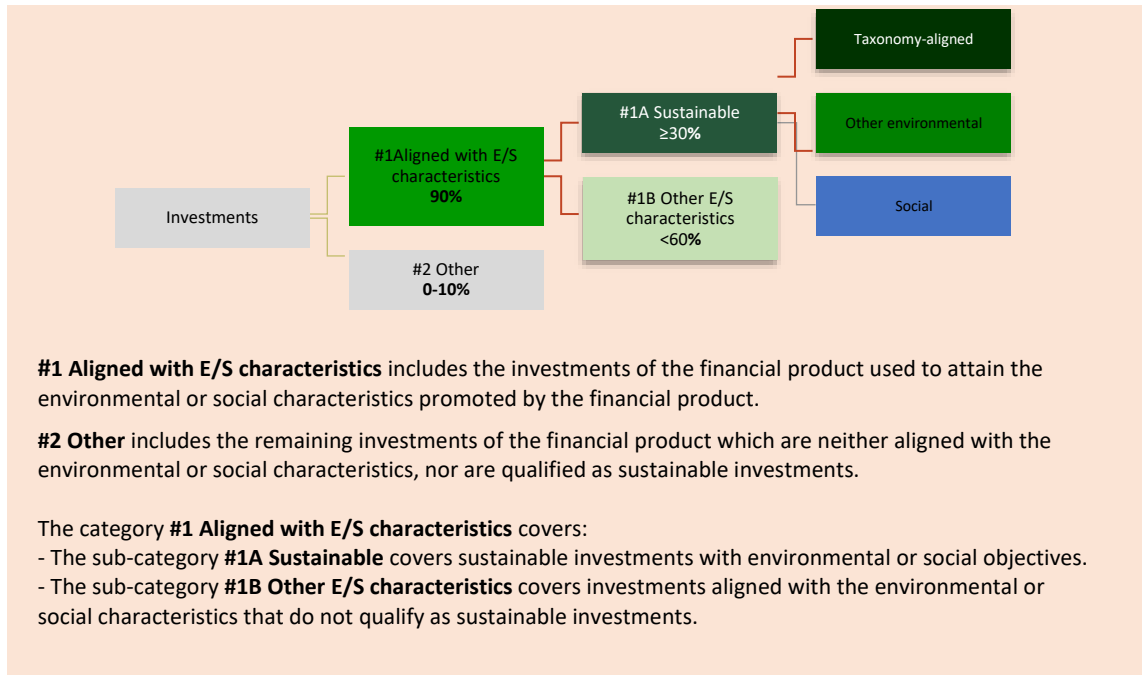 Taxonomy-aligned
#1A Sustainable
≥30%
Other environmental
#1Aligned with E/S
characteristics
90%
#1B Other E/S
characteristics
<60%
Social
Investments
#2 Other
0-10%
#1 Aligned with E/S characteristics includes the investments of the financial product used to attain the
environmental or social characteristics promoted by the financial product.
#2 Other includes the remaining investments of the financial product which are neither aligned with the
environmental or social characteristics, nor are qualified as sustainable investments.
The category #1 Aligned with E/S characteristics covers:
- The sub-category #1A Sustainable covers sustainable investments with environmental or social objectives.
- The sub-category #1B Other E/S characteristics covers investments aligned with the environmental or
social characteristics that do not qualify as sustainable investments.